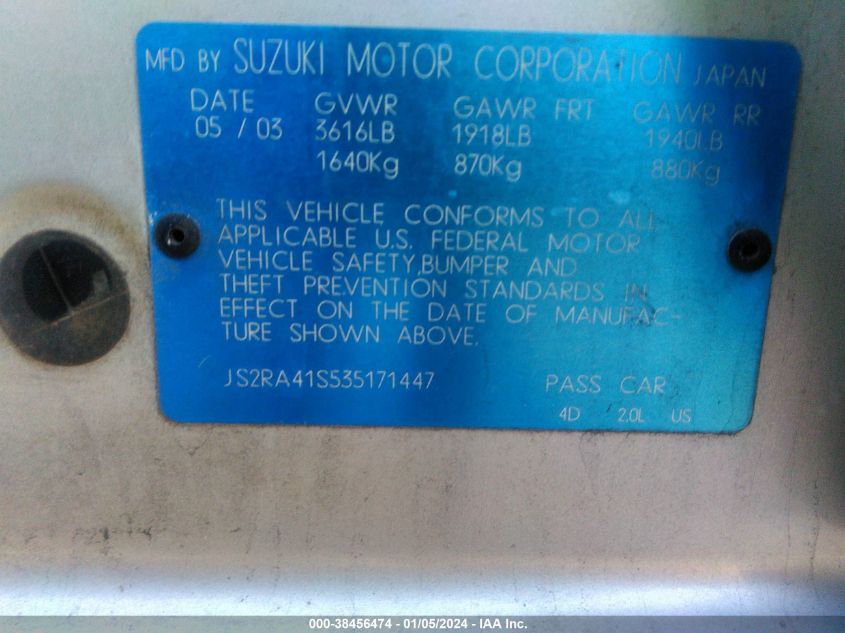 MFD BY SUZUKI MOTOR CORPORATION JAPAN
DATE GVWR GAWR FRT GAWR RR
05 / 03 3616LB 1918LB 1940LB
1640Kg 870Kg 880Kg
THIS VEHICLE CONFORMS TO ALL
APPLICABLE U.S. FEDERAL MOTOR
VEHICLE SAFETY,BUMPER AND
THEFT PREVENTION STANDARDS IN
EFFECT ON THE DATE OF MANUFAC-
TURE SHOWN ABOVE.
JS2RA41S535171447 PASS CAR
4D 2.0L US
000-38456474 — 01/05/2024 — IAA Inc.